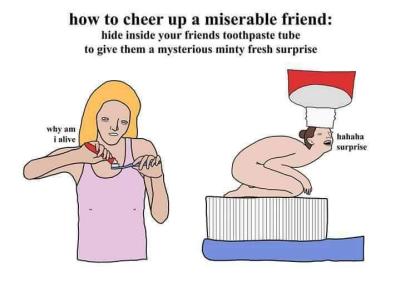 how to cheer up a miserable friend:
hide inside your friends toothpaste tube
to give them a mysterious minty fresh surprise
why am
i alive
hahaha
surprise